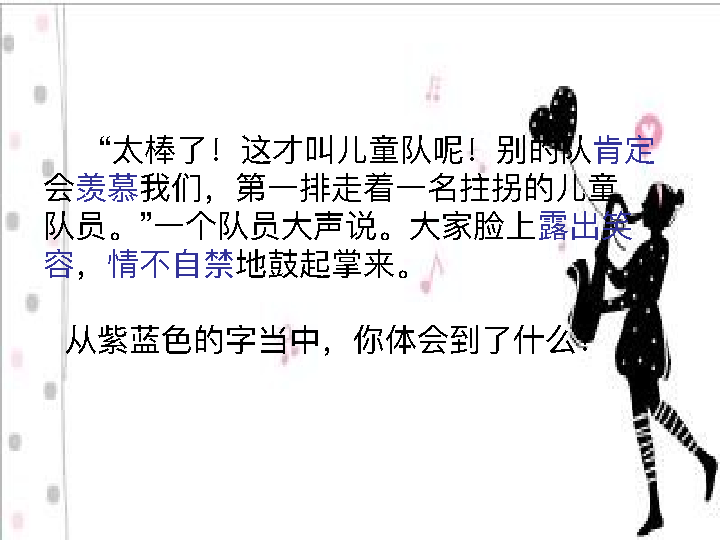 “太棒了！这才叫儿童队呢！别的队肯定
会羡慕我们，第一排走着一名拄拐的儿童
队员。”一个队员大声说。大家脸上露出笑
容，情不自禁地鼓起掌来。
从紫蓝色的字当中，你体会到了什么？